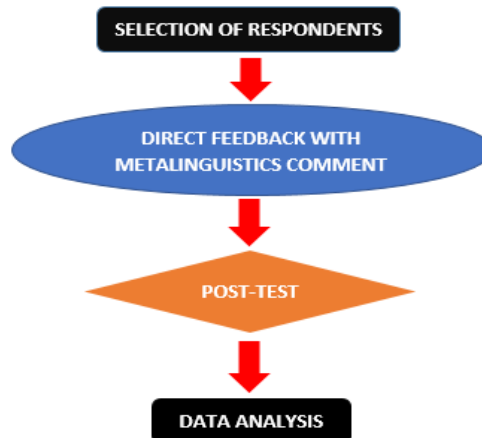 SELECTION OF RESPONDENTS
DIRECT FEEDBACK WITH
METALINGUISTICS COMMENT
POST-TEST
DATA ANALYSIS